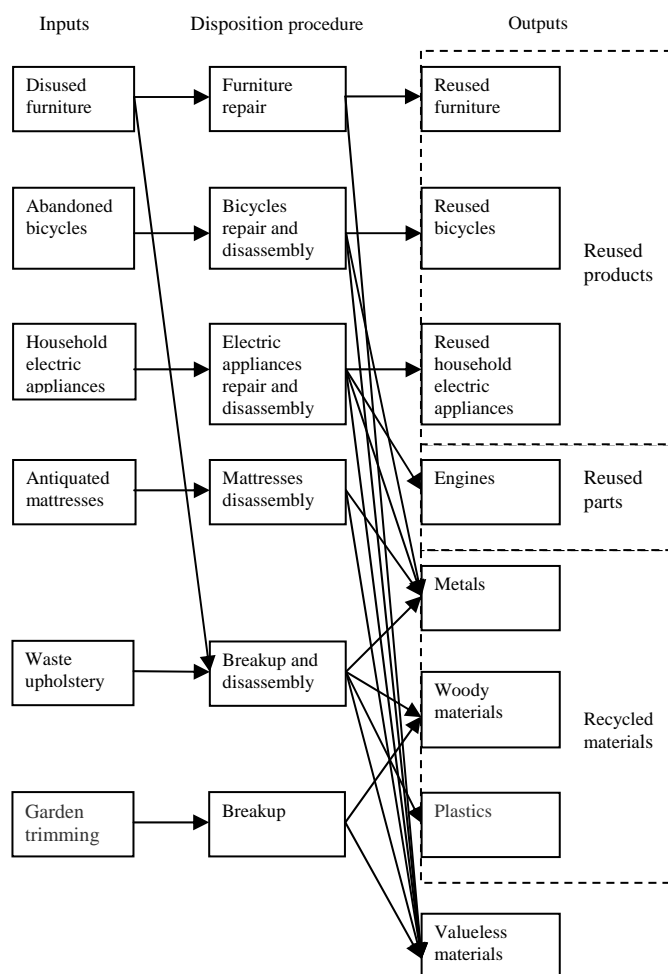 Inputs
Disposition procedure
Outputs
Disused
furniture
Furniture
repair
Reused
furniture
Abandoned
bicycles
Bicycles
repair and
disassembly
Reused
bicycles
Reused
products
Household
electric
appliances
Electric
appliances
repair and
disassembly
Reused
household
electric
appliances
Antiquated
mattresses
Mattresses
disassembly
Engines
Reused
parts
Metals
Waste
upholstery
Breakup and
disassembly
Woody
materials
Recycled
materials
Garden
trimming
Breakup
Plastics
Valueless
materials